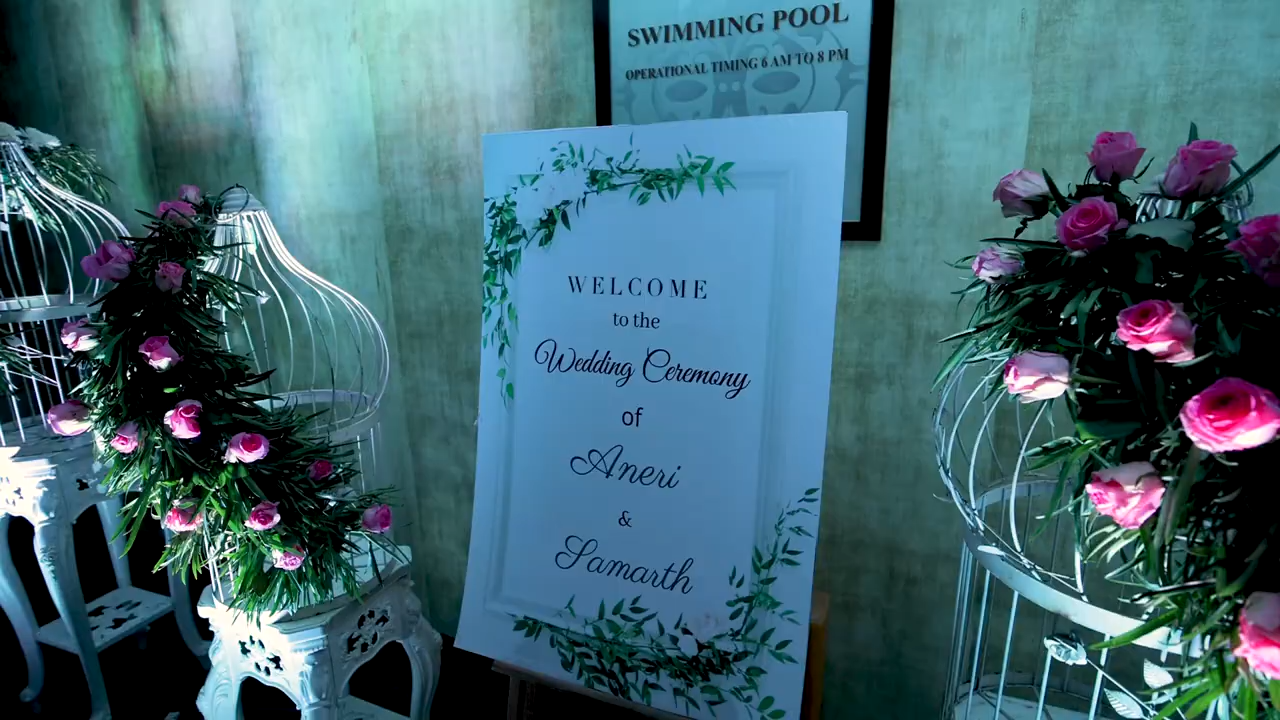 SWIMMING POOL
OPERATIONAL TIMING 6 AM TO 8 PM
WELCOME
to the
Wedding Ceremony
of
Aneri
&
Samarth